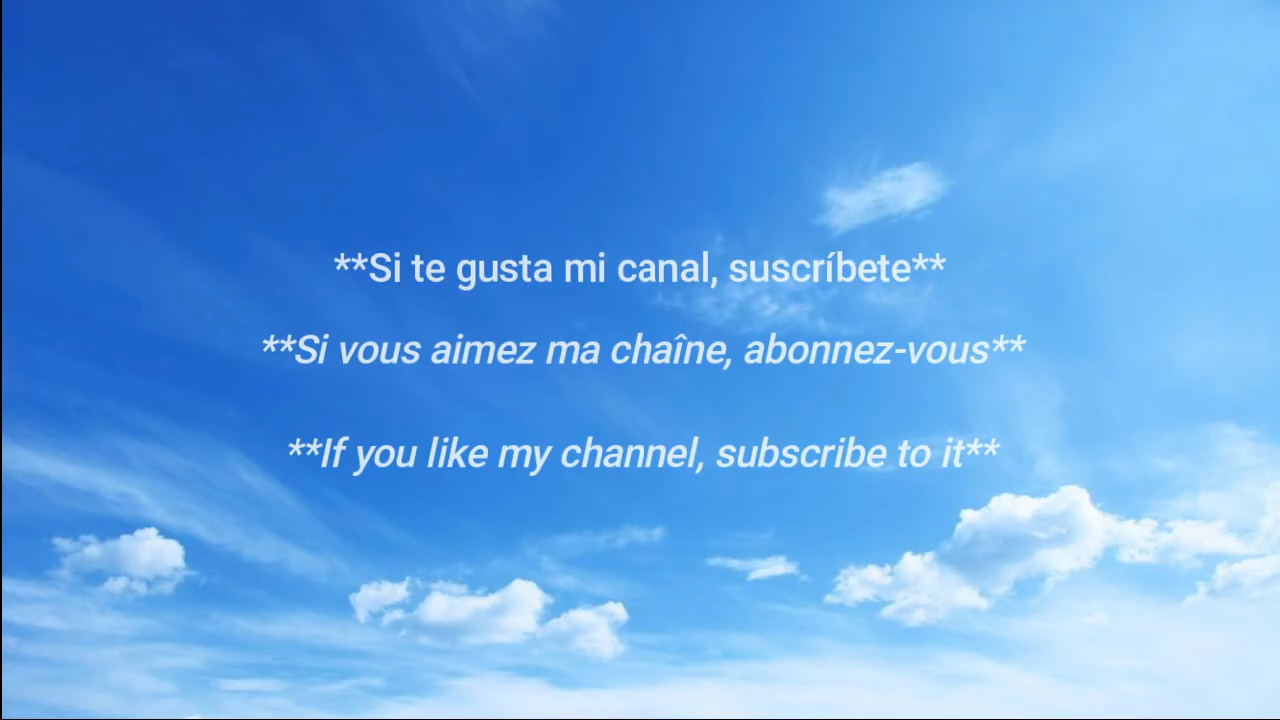 **Si te gusta mi canal, suscríbete**
**Si vous aimez ma chaîne, abonnez-vous**
**If you like my channel, subscribe to it**